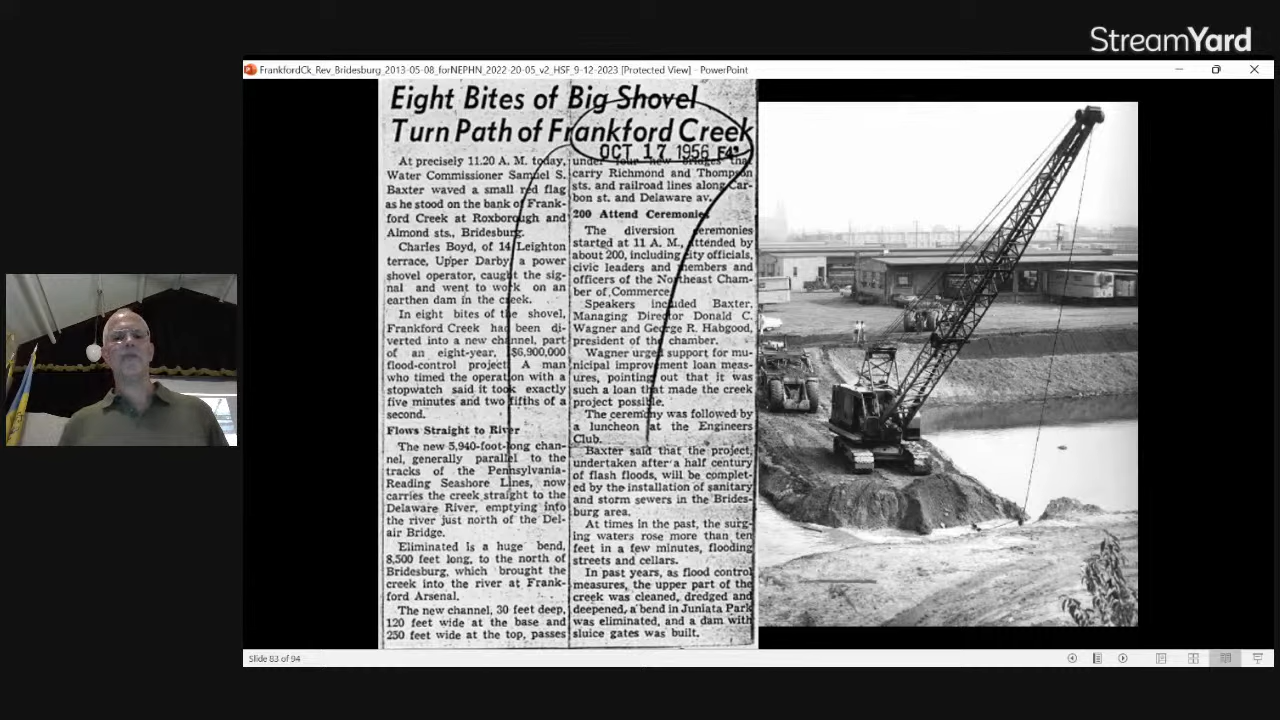 StreamYard
FrankfordCk_Rev_Bridesburg_2013-05-08_forNEPHN_2022-20-05_v2_HSF_9-12-2023 [Protected View] - PowerPoint
Eight Bites of Big Shovel
Turn Path of Frankford Creek
OCT 17 1956
At precisely 11.20 A. M. today,
Water Commissioner Samuel S.
Baxter waved a small red flag
as he stood on the bank of Frank-
ford Creek at Roxborough and
Almond sts., Bridesburg.
Charles Boyd, of 14 Leighton
terrace, Upper Darby, a power
shovel operator, caught the sig-
nal and went to work on an
earthen dam in the creek.
In eight bites of the shovel,
Frankford Creek had been di-
verted into a new channel, part
of an eight-year, $6,900,000
flood-control project. A man
who timed the operation with a
stopwatch said it took exactly
five minutes and two fifths of a
second.
Flows Straight to River
The new 5,940-foot-long chan-
nel, generally parallel to the
tracks of the Pennsylvania-
Reading Seashore Lines, now
carries the creek straight to the
Delaware River, emptying into
the river just north of the Del-
air Bridge.
Eliminated is a huge bend,
8,500 feet long, to the north of
Bridesburg, which brought the
creek into the river at Frank-
ford Arsenal.
The new channel, 30 feet deep,
120 feet wide at the base and
250 feet wide at the top, passes
under four new bridges that
carry Richmond and Thompson
sts. and railroad lines along Car-
bon st. and Delaware av.
200 Attend Ceremonies
The diversion ceremonies
started at 11 A. M., attended by
about 200, including city officials,
civic leaders and members and
officers of the Northeast Cham-
ber of Commerce.
Speakers included Baxter,
Managing Director Donald C.
Wagner and George R. Habgood,
president of the chamber.
Wagner urged support for mu-
nicipal improvement loan meas-
ures, pointing out that it was
such a loan that made the creek
project possible.
The ceremony was followed by
a luncheon at the Engineers
Club.
Baxter said that the project,
undertaken after a half century
of flash floods, will be complet-
ed by the installation of sanitary
and storm sewers in the Brides-
burg area.
At times in the past, the surg-
ing waters rose more than ten
feet in a few minutes, flooding
streets and cellars.
In past years, as flood control
measures, the upper part of the
creek was cleaned, dredged and
deepened, a bend in Juniata Park
was eliminated, and a dam with
sluice gates was built.
Slide 83 of 94